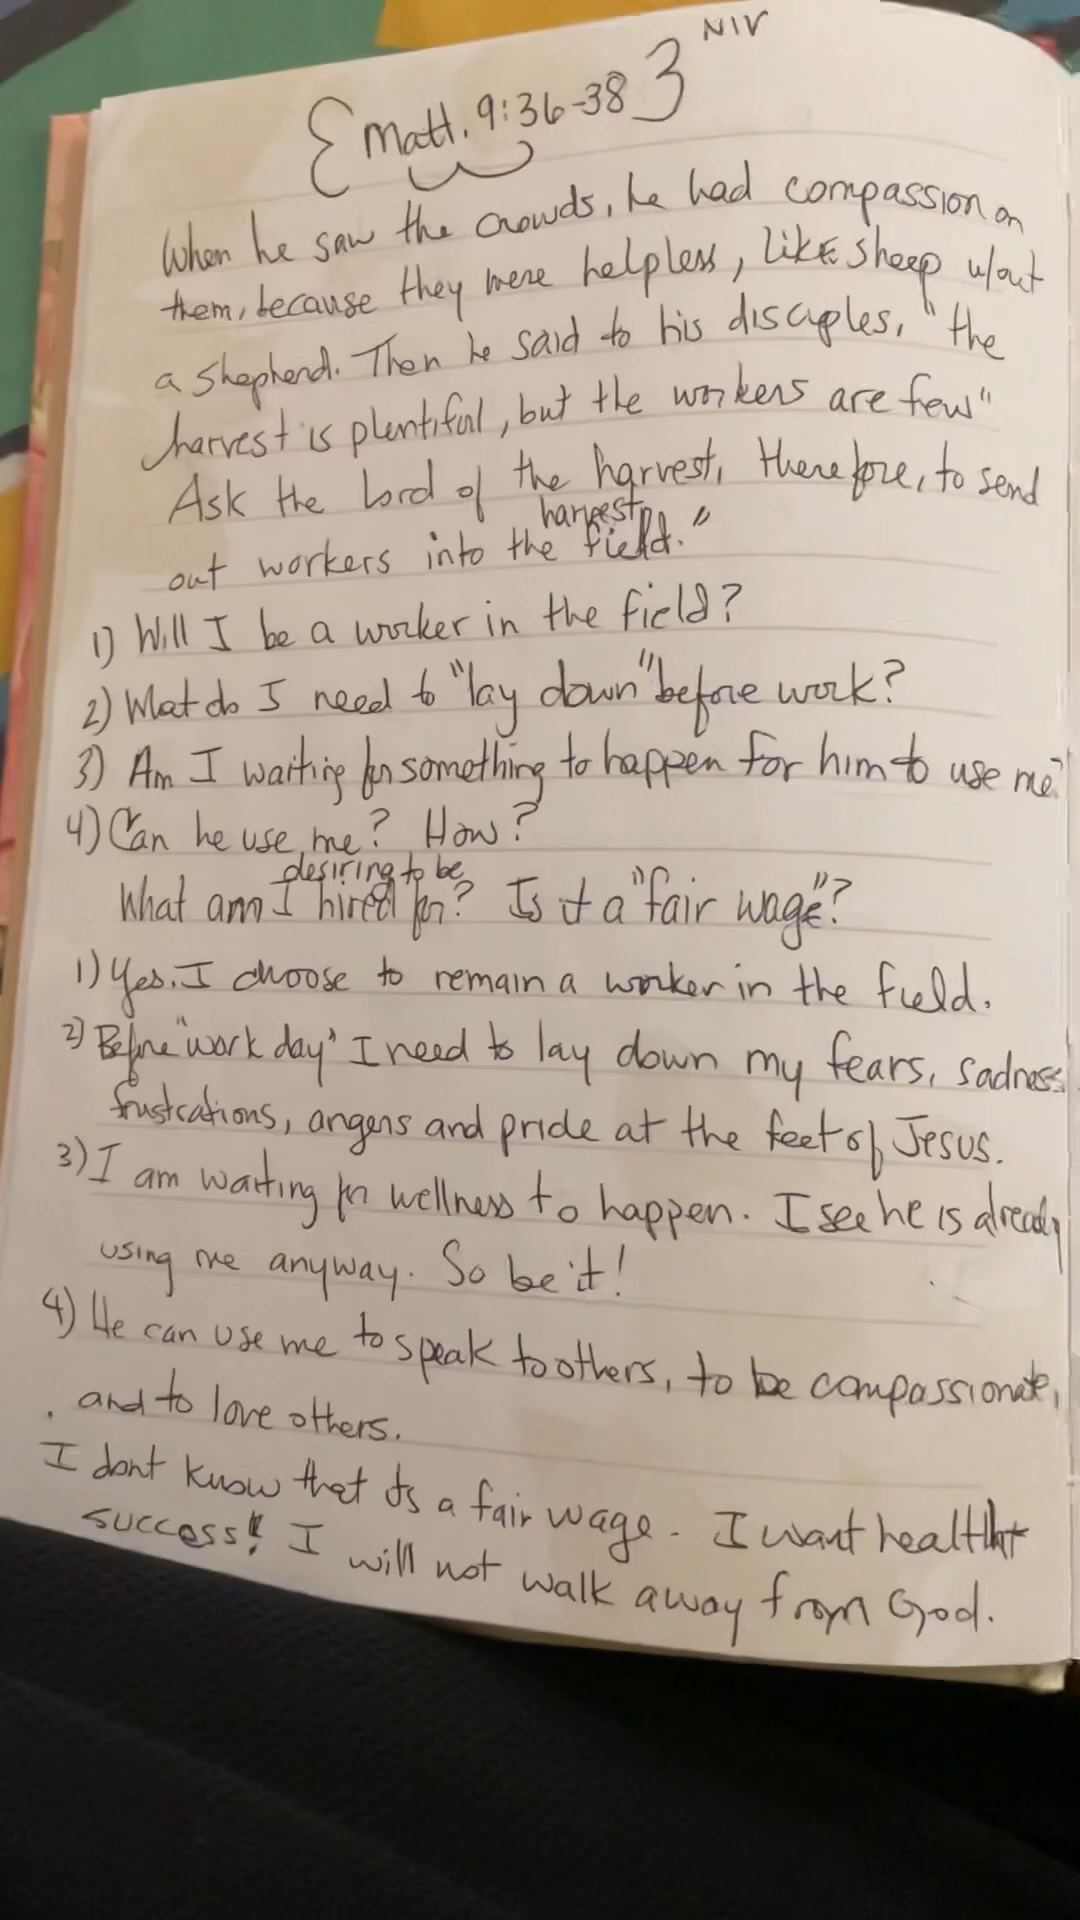 NIV
{ Matt. 9:36-38 }
When he saw the crowds, he had compassion on
them, because they were helpless, like sheep w/out
a shepherd. Then he said to his disciples, "the
harvest is plentiful, but the workers are few"
Ask the Lord of the harvest, therefore, to send
harvest
out workers into the field."
1) Will I be a worker in the field?
2) What do I need to "lay down" before work?
3) Am I waiting for something to happen for him to use me?
4) Can he use me? How?
desiring to be
What am I hired for? Is it a "fair wage"?
1) Yes. I choose to remain a worker in the field.
2) Before "work day" I need to lay down my fears, sadness
frustrations, angers and pride at the feet of Jesus.
3) I am waiting for wellness to happen. I see he is already
using me anyway. So be it!
4) He can use me to speak to others, to be compassionate,
and to love others.
I dont know that its a fair wage. I want health
success! I will not walk away from God.